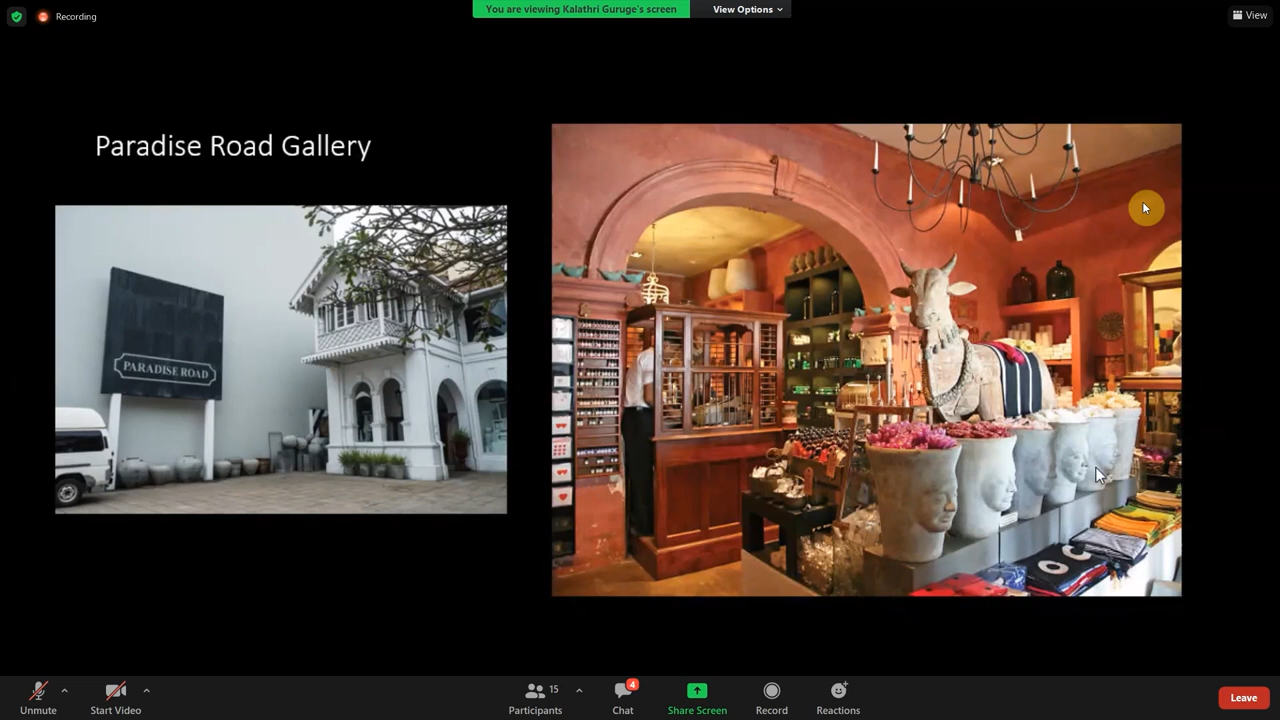 Recording
You are viewing Kalathri Guruge's screen
View Options
View
Paradise Road Gallery
PARADISE ROAD
O C
Unmute
Start Video
15
Participants
4
Chat
Share Screen
Record
Reactions
Leave